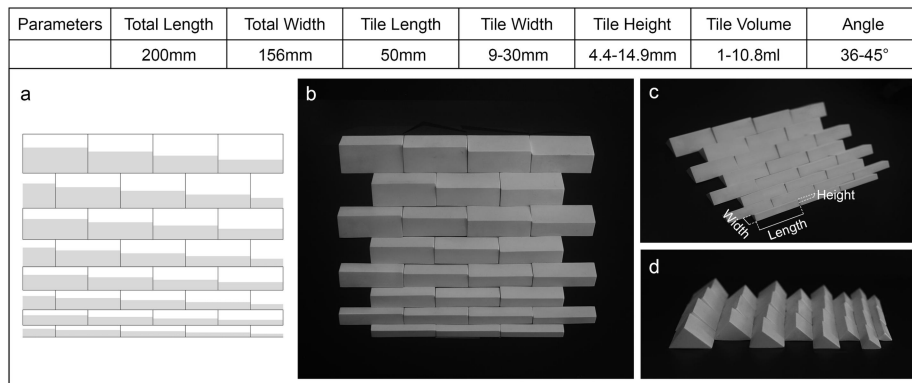 Parameters Total Length Total Width Tile Length Tile Width Tile Height Tile Volume Angle
200mm 156mm 50mm 9-30mm 4.4-14.9mm 1-10.8ml 36-45°
a
b
c
Height
Width
Length
d